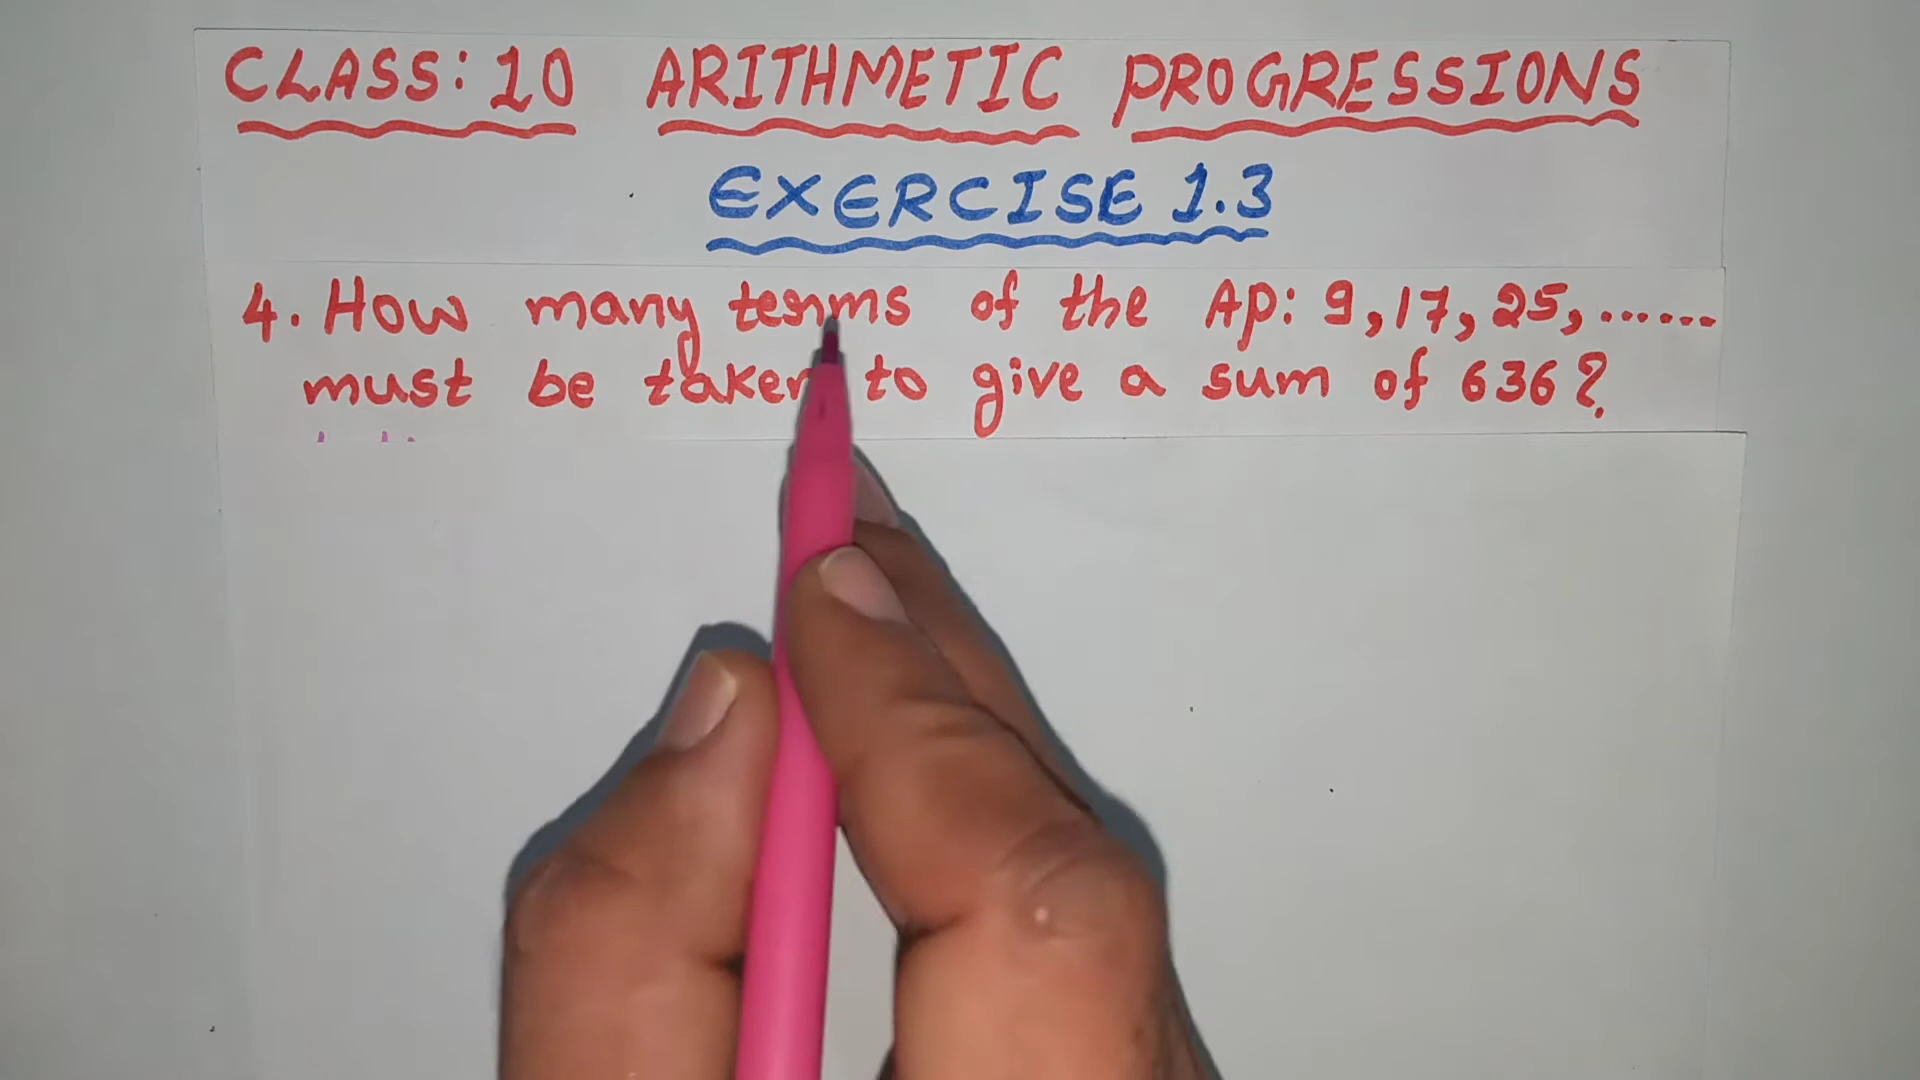 CLASS: 10 ARITHMETIC PROGRESSIONS
EXERCISE 1.3
4. How many terms of the Ap: 9, 17, 25, ......
must be taken to give a sum of 636?